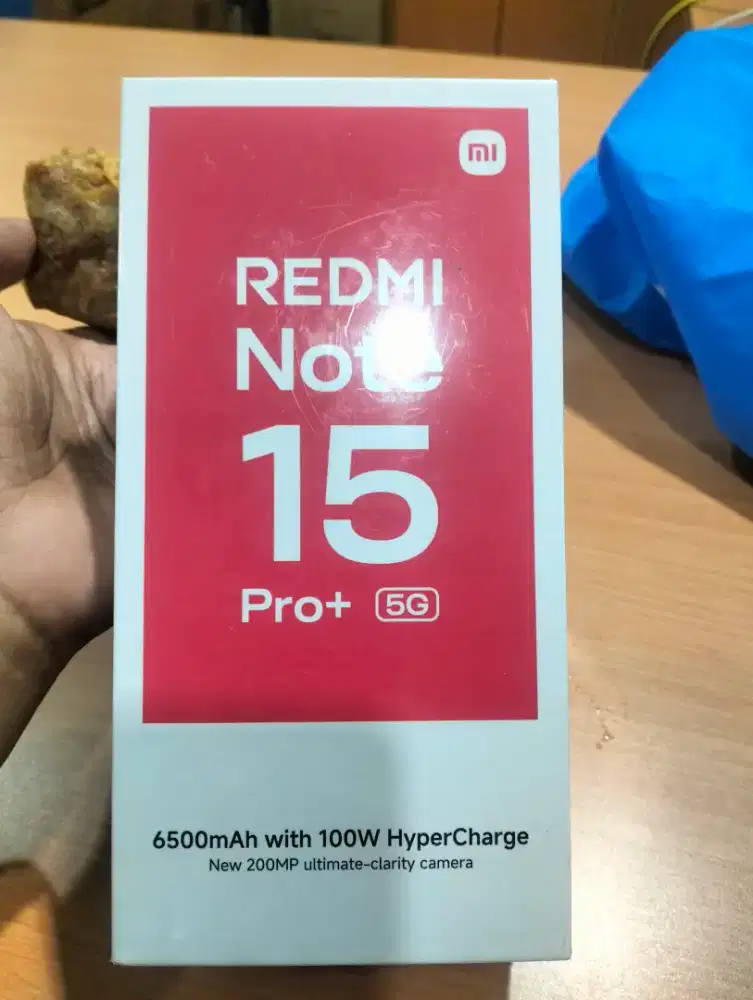 mi
REDMI
Note
15
Pro+ 5G
6500mAh with 100W HyperCharge
New 200MP ultimate-clarity camera